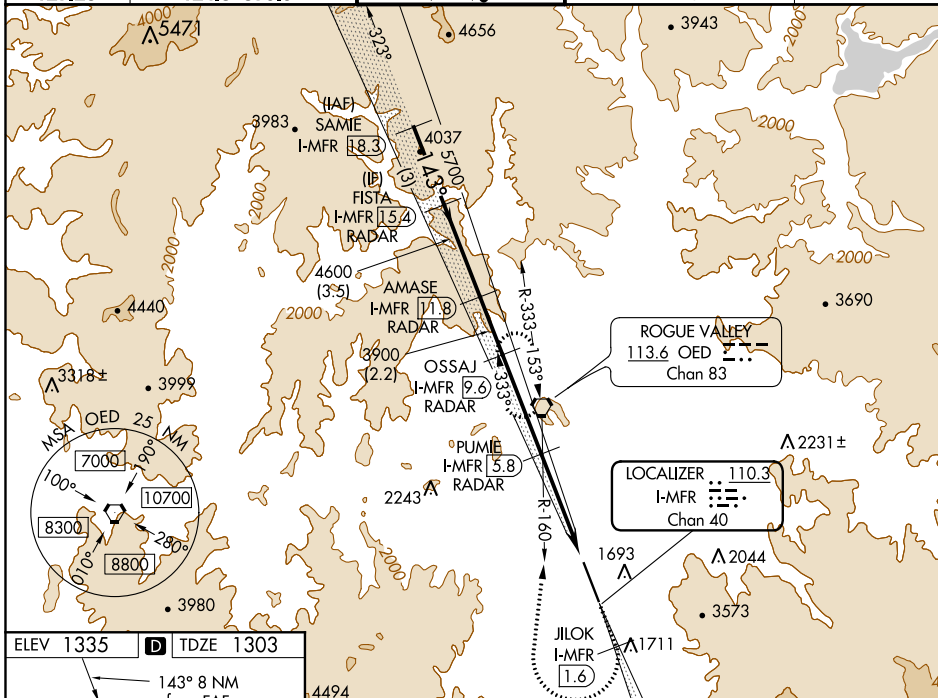 4000
5471
323°
4656
3943
2000
(IAF)
SAMIE
I-MFR 18.3
3983
4037
2000
5700
143°
(3)
(IF)
FISTA
I-MFR 15.4
RADAR
2000
2000
4600
(3.5)
AMASE
I-MFR 11.8
RADAR
R-333
153°
2000
3690
4440
2000
3900
(2.2)
OSSAJ
I-MFR 9.6
RADAR
333°
ROGUE VALLEY
113.6 OED
Chan 83
3318±
3999
MSA OED 25 NM
7000
190°
100°
10700
8300
280°
010°
8800
PUMIE
I-MFR 5.8
RADAR
2231±
2243
R-160
LOCALIZER 110.3
I-MFR
Chan 40
2000
1693
2044
3980
3573
JILOK
I-MFR
1.6
1711
ELEV 1335 D TDZE 1303
143° 8 NM
4494